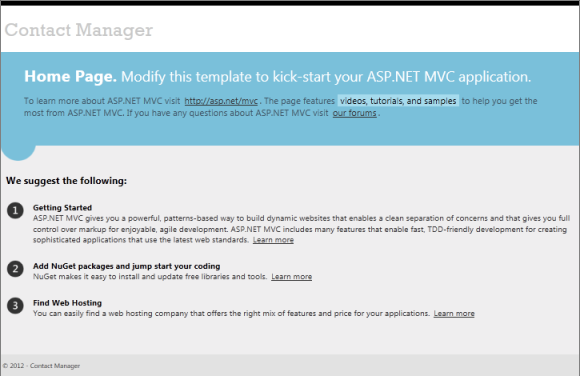 Contact Manager
Home Page. Modify this template to kick-start your ASP.NET MVC application.
To learn more about ASP.NET MVC visit http://asp.net/mvc. The page features videos, tutorials, and samples to help you get the
most from ASP.NET MVC. If you have any questions about ASP.NET MVC visit our forums.
We suggest the following:
1 Getting Started
ASP.NET MVC gives you a powerful, patterns-based way to build dynamic websites that enables a clean separation of concerns and that gives you full
control over markup for enjoyable, agile development. ASP.NET MVC includes many features that enable fast, TDD-friendly development for creating
sophisticated applications that use the latest web standards. Learn more
2 Add NuGet packages and jump start your coding
NuGet makes it easy to install and update free libraries and tools. Learn more
3 Find Web Hosting
You can easily find a web hosting company that offers the right mix of features and price for your applications. Learn more
© 2012 - Contact Manager